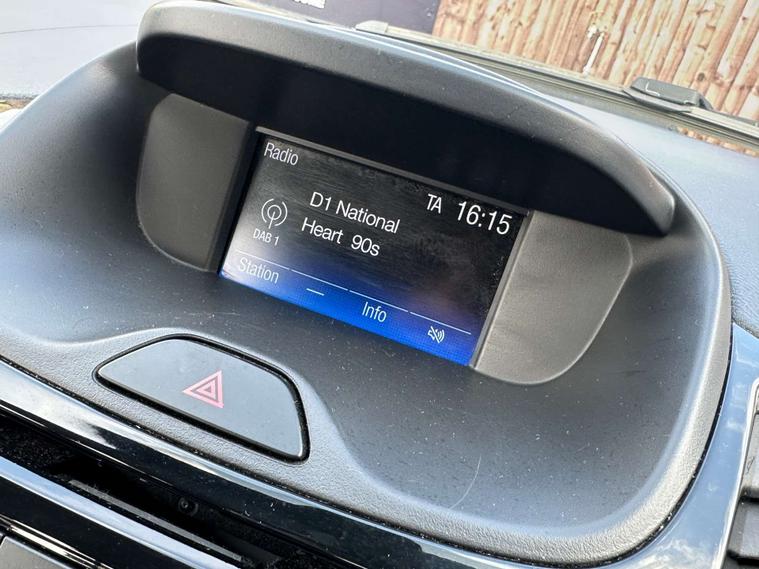 Radio
TA 16:15
D1 National
Heart 90s
DAB 1
Station
Info